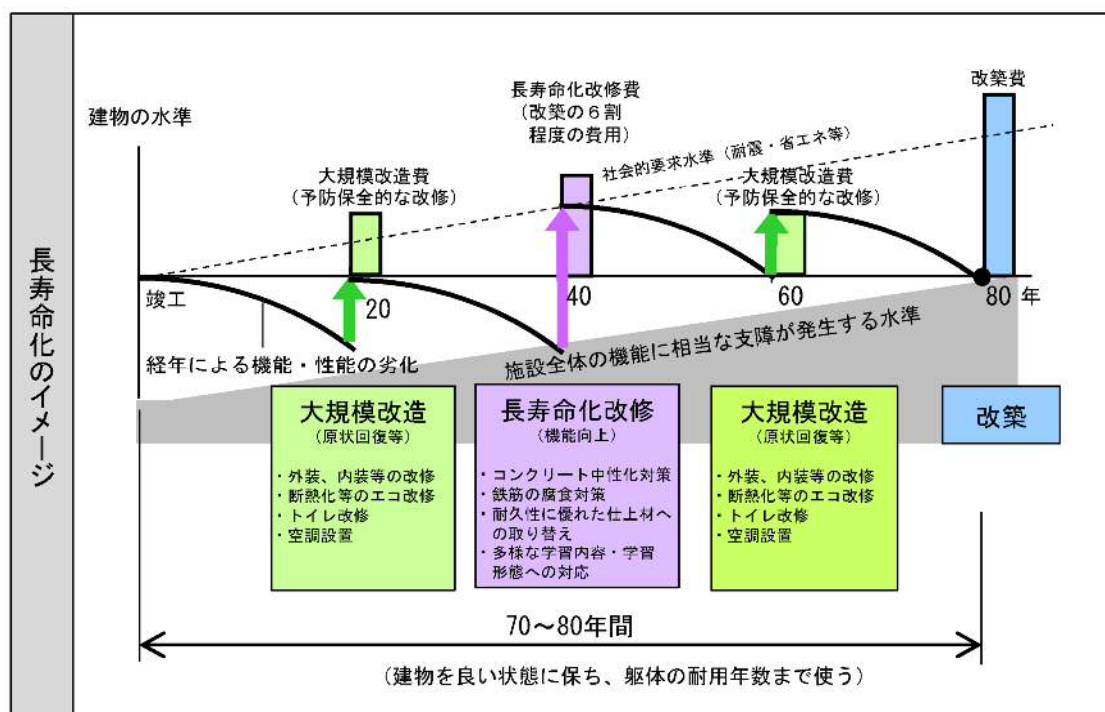 長寿命化のイメージ
建物の水準
大規模改造費
(予防保全的な改修)
長寿命化改修費
(改築の6割
程度の費用)
社会的要求水準(耐震・省エネ等)
大規模改造費
(予防保全的な改修)
改築費
竣工
20
40
60
80 年
経年による機能・性能の劣化
施設全体の機能に相当な支障が発生する水準
大規模改造
(原状回復等)
・外装、内装等の改修
・断熱化等のエコ改修
・トイレ改修
・空調設置
長寿命化改修
(機能向上)
・コンクリート中性化対策
・鉄筋の腐食対策
・耐久性に優れた仕上材へ
の取り替え
・多様な学習内容・学習
形態への対応
大規模改造
(原状回復等)
・外装、内装等の改修
・断熱化等のエコ改修
・トイレ改修
・空調設置
改築
70～80年間
(建物を良い状態に保ち、躯体の耐用年数まで使う)